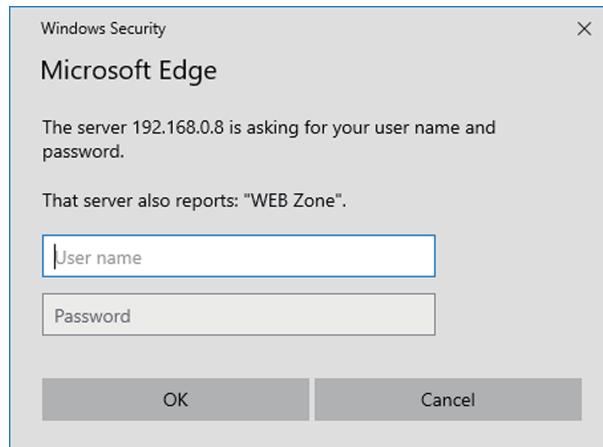 Windows Security
Microsoft Edge
The server 192.168.0.8 is asking for your user name and
password.
That server also reports: "WEB Zone".
User name
Password
OK
Cancel